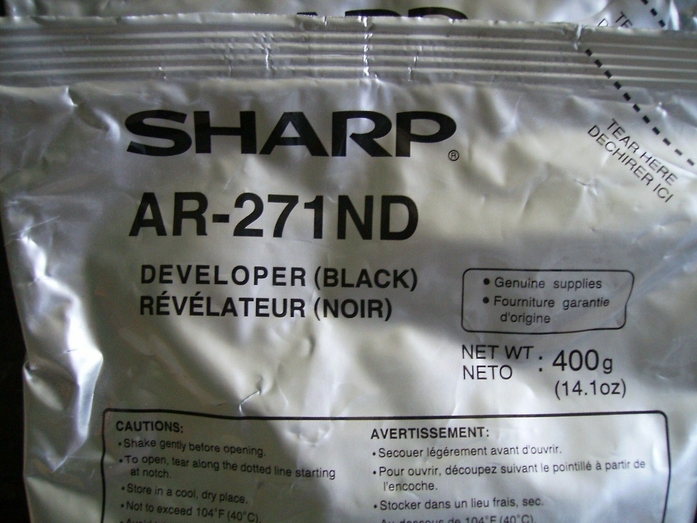 TEAR HERE
DECHIRER ICI
SHARP®
AR-271ND
DEVELOPER (BLACK)
RÉVÉLATEUR (NOIR)
• Genuine supplies
• Fourniture garantie
d'origine
NET WT : 400g
NETO
(14.1oz)
CAUTIONS:
• Shake gently before opening.
• To open, tear along the dotted line starting
at notch.
• Store in a cool, dry place.
• Not to exceed 104°F (40°C)
AVERTISSEMENT:
• Secouer légérement avant d'ouvrir.
• Pour ouvrir, découpez suivant le pointillé à partir de
l'encoche.
• Stocker dans un lieu frais, sec.